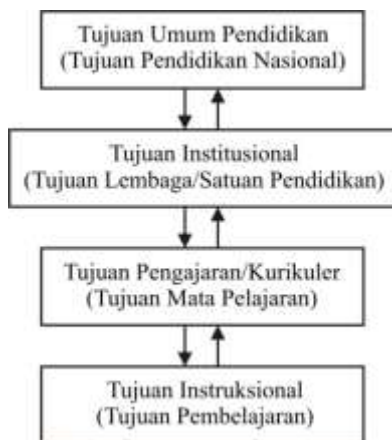 Tujuan Umum Pendidikan
(Tujuan Pendidikan Nasional)
Tujuan Institusional
(Tujuan Lembaga/Satuan Pendidikan)
Tujuan Pengajaran/Kurikuler
(Tujuan Mata Pelajaran)
Tujuan Instruksional
(Tujuan Pembelajaran)